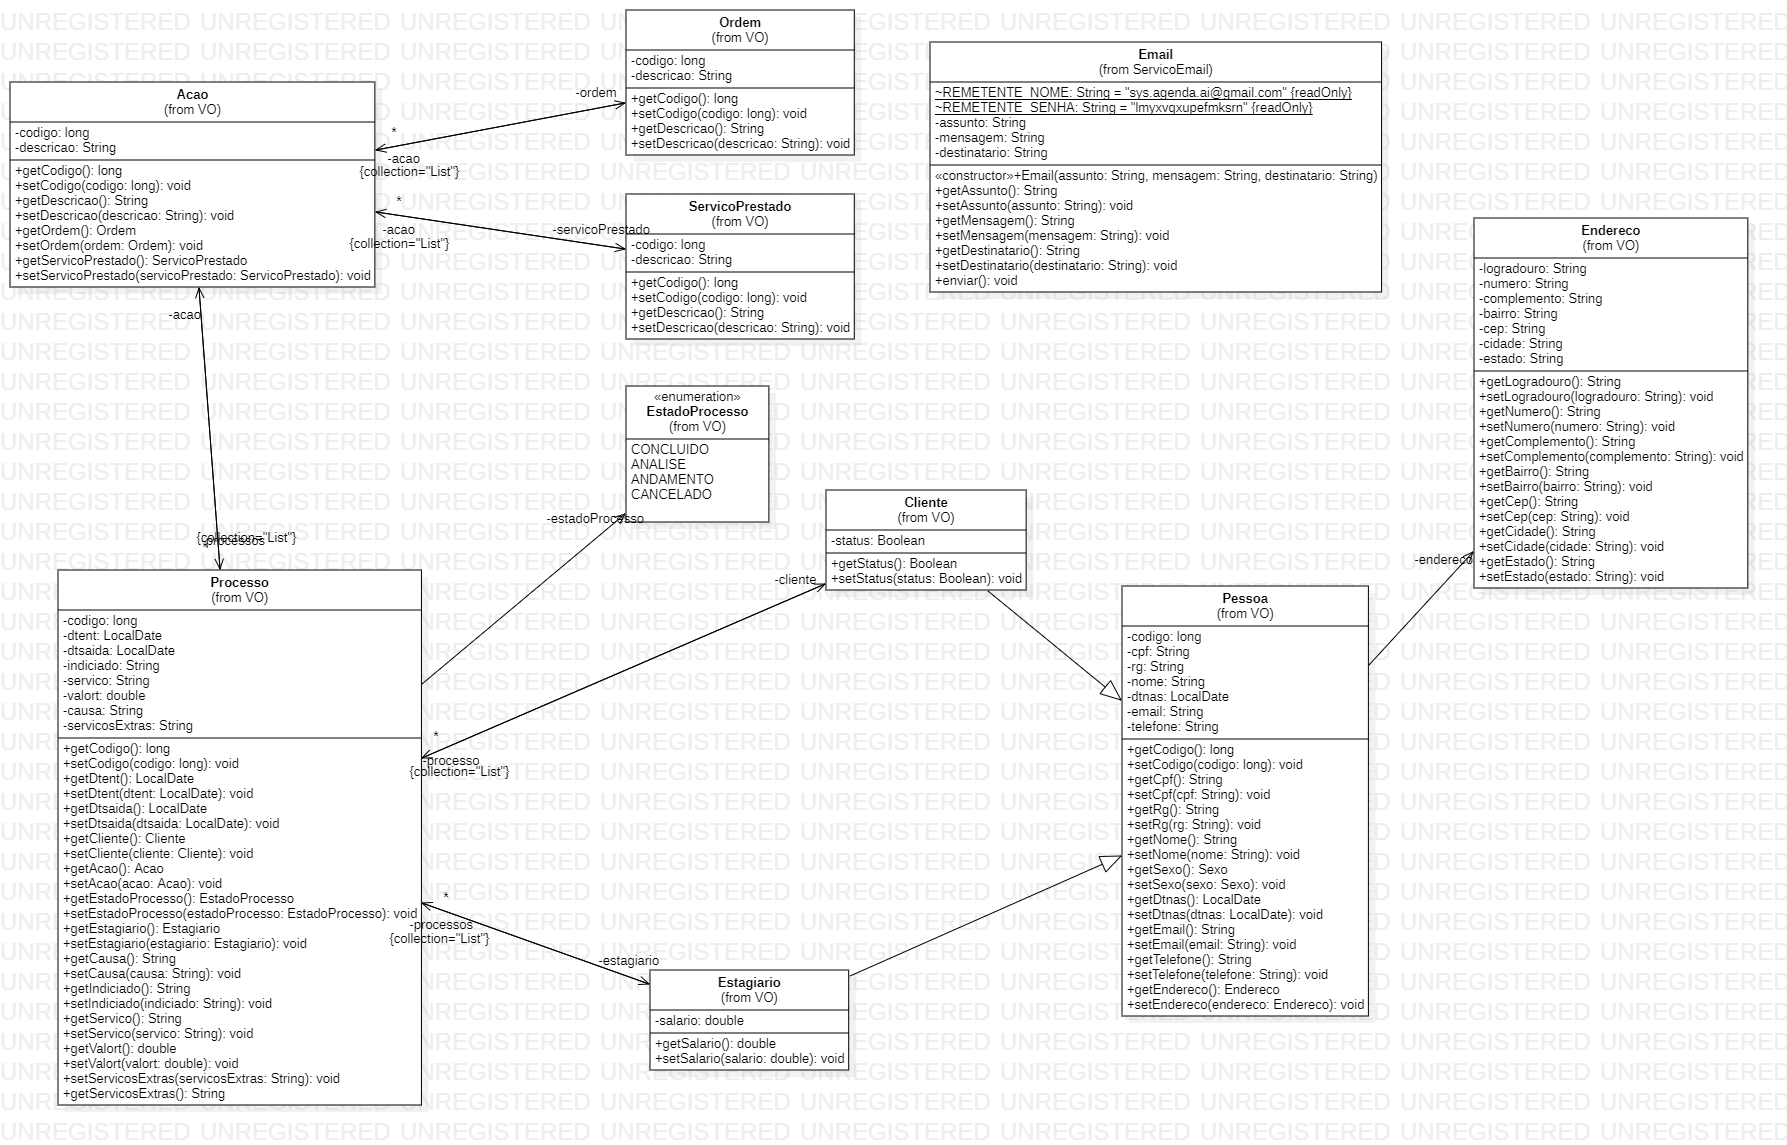 Ordem
(from VO)
-codigo: long
-descricao: String
+getCodigo(): long
+setCodigo(codigo: long): void
+getDescricao(): String
+setDescricao(descricao: String): void
Email
(from ServicoEmail)
~REMETENTE_NOME: String = "sys.agenda.ai@gmail.com" {readOnly}
~REMETENTE_SENHA: String = "lmyxvqxupefmksrn" {readOnly}
-assunto: String
-mensagem: String
-destinatario: String
«constructor»+Email(assunto: String, mensagem: String, destinatario: String)
+getAssunto(): String
+setAssunto(assunto: String): void
+getMensagem(): String
+setMensagem(mensagem: String): void
+getDestinatario(): String
+setDestinatario(destinatario: String): void
+enviar(): void
Acao
(from VO)
-codigo: long
-descricao: String
+getCodigo(): long
+setCodigo(codigo: long): void
+getDescricao(): String
+setDescricao(descricao: String): void
+getOrdem(): Ordem
+setOrdem(ordem: Ordem): void
+getServicoPrestado(): ServicoPrestado
+setServicoPrestado(servicoPrestado: ServicoPrestado): void
-ordem
*
-acao
{collection="List"}
*
-acao
{collection="List"}
-servicoPrestado
ServicoPrestado
(from VO)
-codigo: long
-descricao: String
+getCodigo(): long
+setCodigo(codigo: long): void
+getDescricao(): String
+setDescricao(descricao: String): void
Endereco
(from VO)
-logradouro: String
-numero: String
-complemento: String
-bairro: String
-cep: String
-cidade: String
-estado: String
+getLogradouro(): String
+setLogradouro(logradouro: String): void
+getNumero(): String
+setNumero(numero: String): void
+getComplemento(): String
+setComplemento(complemento: String): void
+getBairro(): String
+setBairro(bairro: String): void
+getCep(): String
+setCep(cep: String): void
+getCidade(): String
+setCidade(cidade: String): void
+getEstado(): String
+setEstado(estado: String): void
-acao
{collection="List"}
*
-processos
«enumeration»
EstadoProcesso
(from VO)
CONCLUIDO
ANALISE
ANDAMENTO
CANCELADO
-estadoProcesso
Cliente
(from VO)
-status: Boolean
+getStatus(): Boolean
+setStatus(status: Boolean): void
-cliente
-endereco
Processo
(from VO)
-codigo: long
-dtent: LocalDate
-dtsaida: LocalDate
-indiciado: String
-servico: String
-valort: double
-causa: String
-servicosExtras: String
+getCodigo(): long
+setCodigo(codigo: long): void
+getDtent(): LocalDate
+setDtent(dtent: LocalDate): void
+getDtsaida(): LocalDate
+setDtsaida(dtsaida: LocalDate): void
+getCliente(): Cliente
+setCliente(cliente: Cliente): void
+getAcao(): Acao
+setAcao(acao: Acao): void
+getEstadoProcesso(): EstadoProcesso
+setEstadoProcesso(estadoProcesso: EstadoProcesso): void
+getEstagiario(): Estagiario
+setEstagiario(estagiario: Estagiario): void
+getCausa(): String
+setCausa(causa: String): void
+getIndiciado(): String
+setIndiciado(indiciado: String): void
+getServico(): String
+setServico(servico: String): void
+getValort(): double
+setValort(valort: double): void
+setServicosExtras(servicosExtras: String): void
+getServicosExtras(): String
*
-processo
{collection="List"}
*
-processos
{collection="List"}
-estagiario
Estagiario
(from VO)
-salario: double
+getSalario(): double
+setSalario(salario: double): void
Pessoa
(from VO)
-codigo: long
-cpf: String
-rg: String
-nome: String
-dtnas: LocalDate
-email: String
-telefone: String
+getCodigo(): long
+setCodigo(codigo: long): void
+getCpf(): String
+setCpf(cpf: String): void
+getRg(): String
+setRg(rg: String): void
+getNome(): String
+setNome(nome: String): void
+getSexo(): Sexo
+setSexo(sexo: Sexo): void
+getDtnas(): LocalDate
+setDtnas(dtnas: LocalDate): void
+getEmail(): String
+setEmail(email: String): void
+getTelefone(): String
+setTelefone(telefone: String): void
+getEndereco(): Endereco
+setEndereco(endereco: Endereco): void
UNREGISTERED